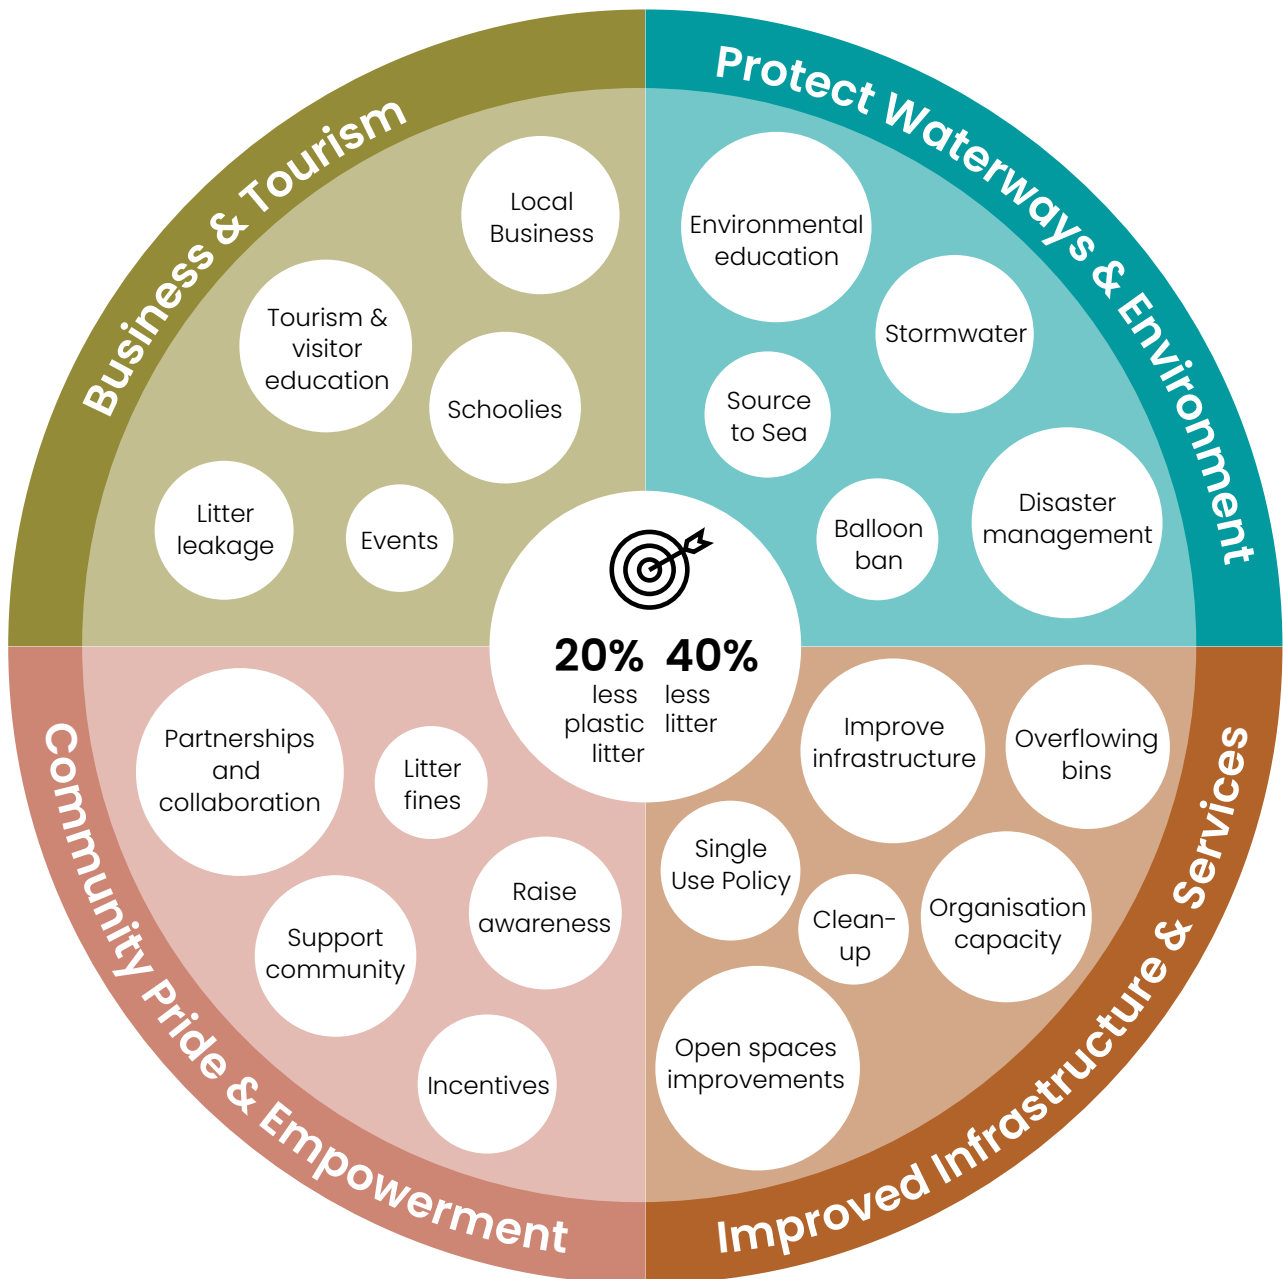 Business & Tourism
Local
Business
Tourism &
visitor
education
Schoolies
Litter
leakage
Events
Protect Waterways & Environment
Environmental
education
Stormwater
Source
to Sea
Balloon
ban
Disaster
management
20%
less
plastic
litter
40%
less
litter
Community Pride & Empowerment
Partnerships
and
collaboration
Litter
fines
Raise
awareness
Support
community
Incentives
Improved Infrastructure & Services
Improve
infrastructure
Overflowing
bins
Single
Use Policy
Clean-
up
Organisation
capacity
Open spaces
improvements